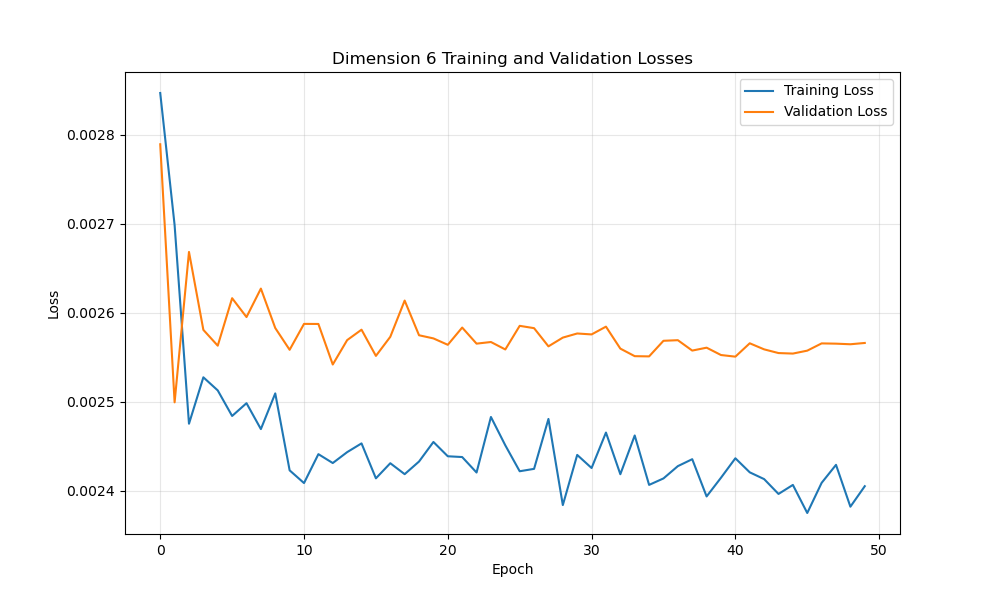 Dimension 6 Training and Validation Losses
Training Loss
Validation Loss
0.0028
0.0027
0.0026
0.0025
0.0024
Loss
0 10 20 30 40 50
Epoch